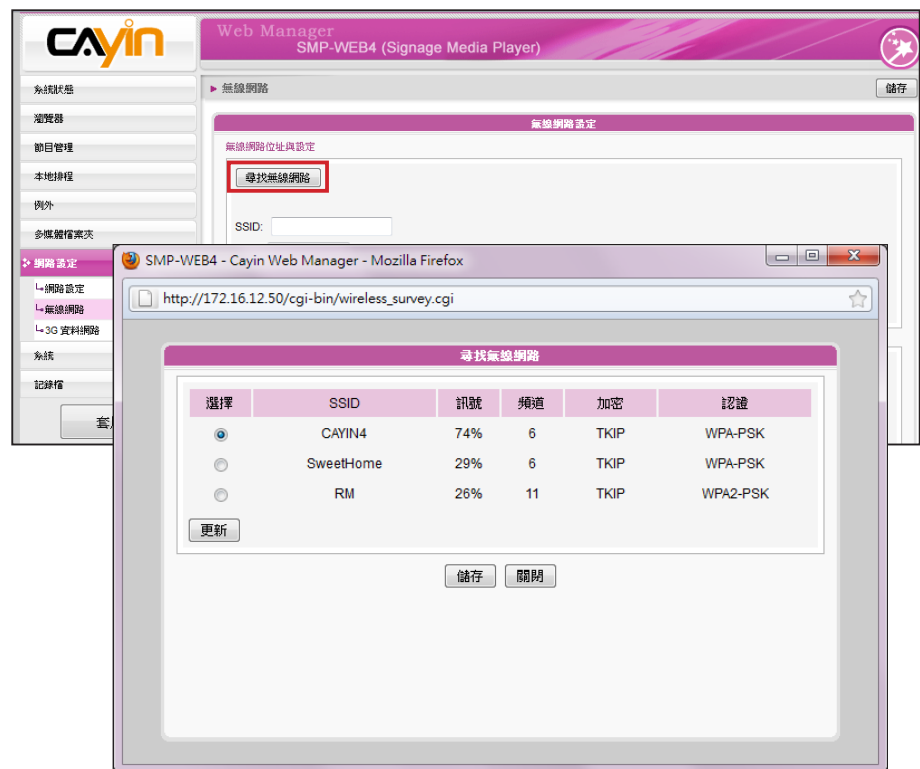 CAYIN
Web Manager
SMP-WEB4 (Signage Media Player)
系統狀態
瀏覽器
節目管理
本地排程
例外
多媒體檔案夾
網路設定
網路設定
無線網路
3G 資料網路
系統
記錄檔
無線網路
儲存
無線網路設定
無線網路位址與設定
尋找無線網路
SSID:
SMP-WEB4 - Cayin Web Manager - Mozilla Firefox
http://172.16.12.50/cgi-bin/wireless_survey.cgi
尋找無線網路
選擇 SSID 訊號 頻道 加密 認證
CAYIN4 74% 6 TKIP WPA-PSK
SweetHome 29% 6 TKIP WPA-PSK
RM 26% 11 TKIP WPA2-PSK
更新
儲存 關閉